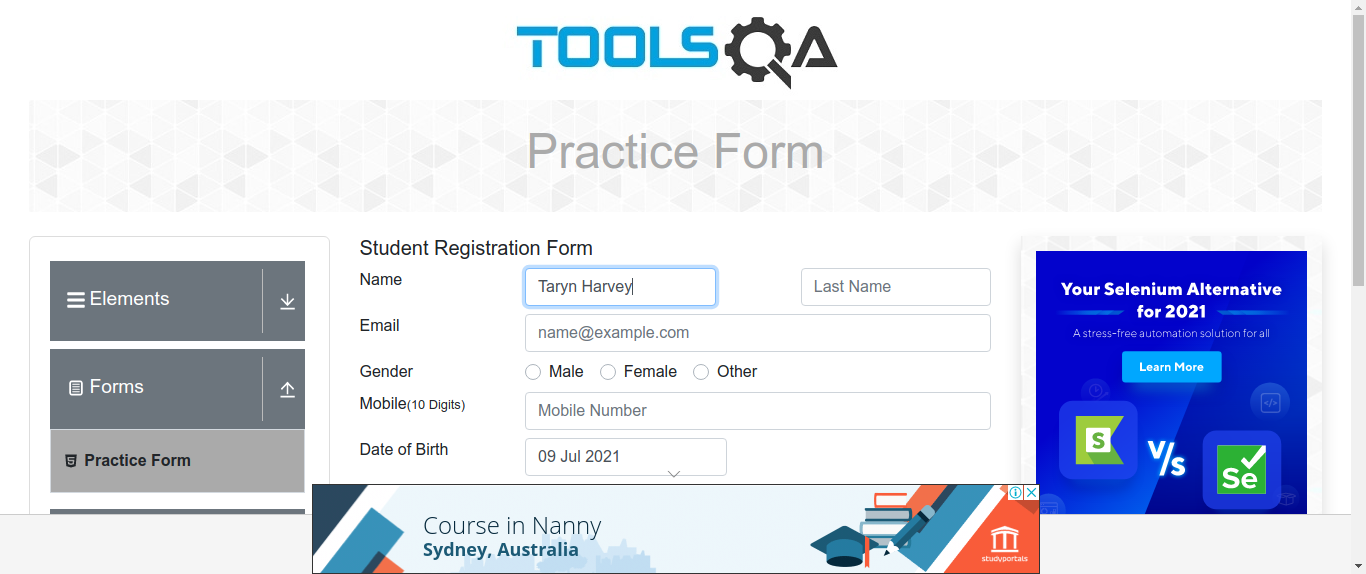 TOOLSQA
Practice Form
Elements
Forms
Practice Form
Student Registration Form
Name
Taryn Harvey
Last Name
Email
name@example.com
Gender
Male
Female
Other
Mobile(10 Digits)
Mobile Number
Date of Birth
09 Jul 2021
Your Selenium Alternative
for 2021
A stress-free automation solution for all
Learn More
S
V/s
Se
Course in Nanny
Sydney, Australia
studyportals